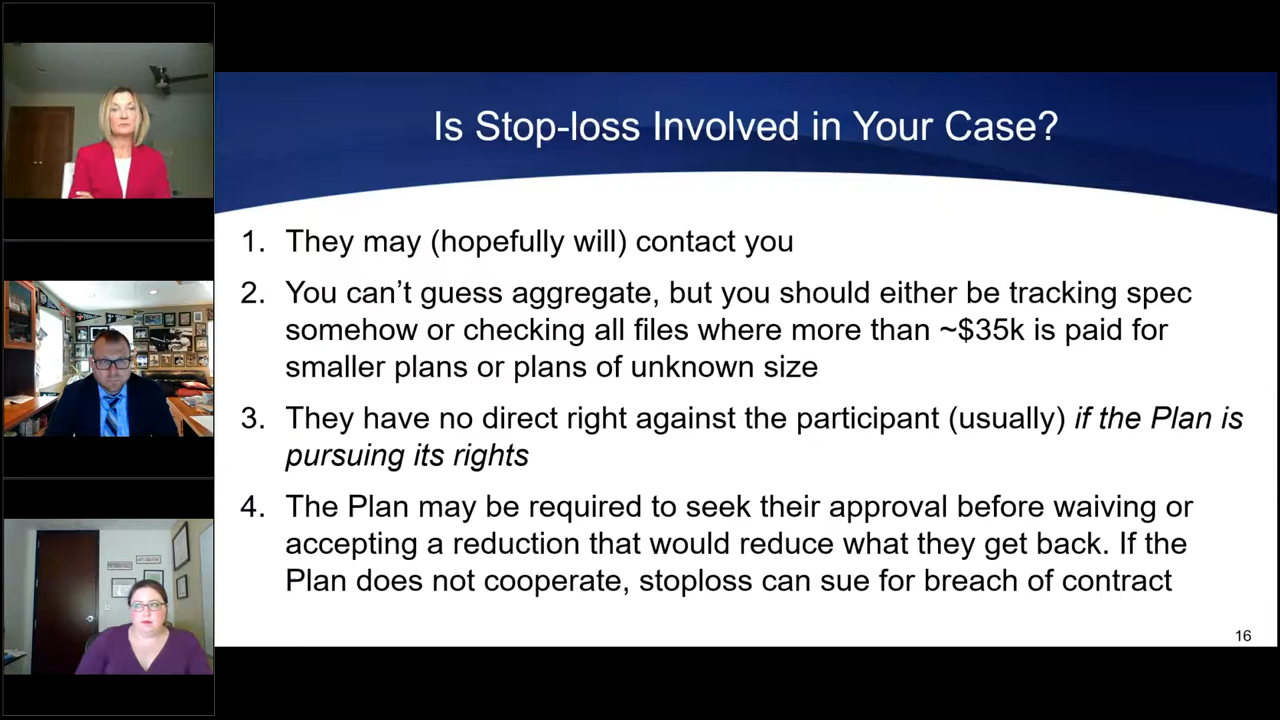 Is Stop-loss Involved in Your Case?
1. They may (hopefully will) contact you
2. You can’t guess aggregate, but you should either be tracking spec
somehow or checking all files where more than ~$35k is paid for
smaller plans or plans of unknown size
3. They have no direct right against the participant (usually) if the Plan is
pursuing its rights
4. The Plan may be required to seek their approval before waiving or
accepting a reduction that would reduce what they get back. If the
Plan does not cooperate, stoploss can sue for breach of contract
16